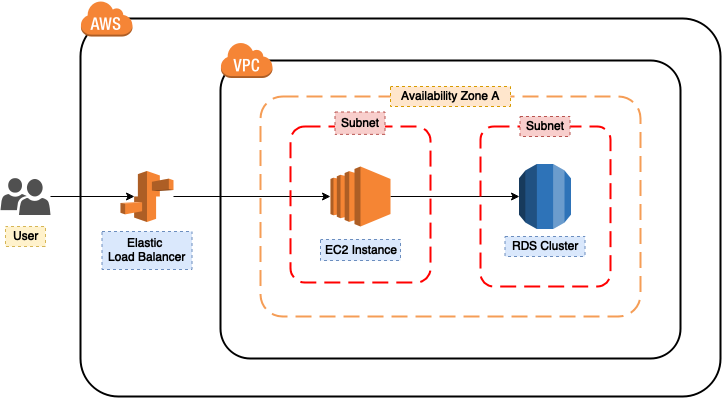 AWS
VPC
Availability Zone A
Subnet
Subnet
User
Elastic
Load Balancer
EC2 Instance
RDS Cluster